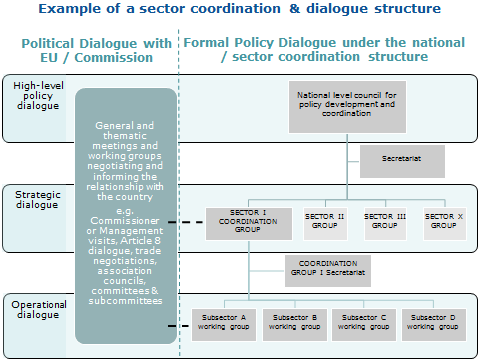 Example of a sector coordination & dialogue structure
Political Dialogue with
EU / Commission
Formal Policy Dialogue under the national
/ sector coordination structure
High-level
policy
dialogue
General and
thematic
meetings and
working groups
negotiating and
informing the
relationship with
the country
e.g.
Commissioner
or Management
visits, Article 8
dialogue, trade
negotiations,
association
councils,
committees &
subcommittees
National level council for
policy development and
coordination
Secretariat
Strategic
dialogue
SECTOR I
COORDINATION
GROUP
SECTOR II
GROUP
SECTOR III
GROUP
SECTOR X
GROUP
COORDINATION
GROUP I Secretariat
Operational
dialogue
Subsector A
working group
Subsector B
working group
Subsector C
working group
Subsector D
working group